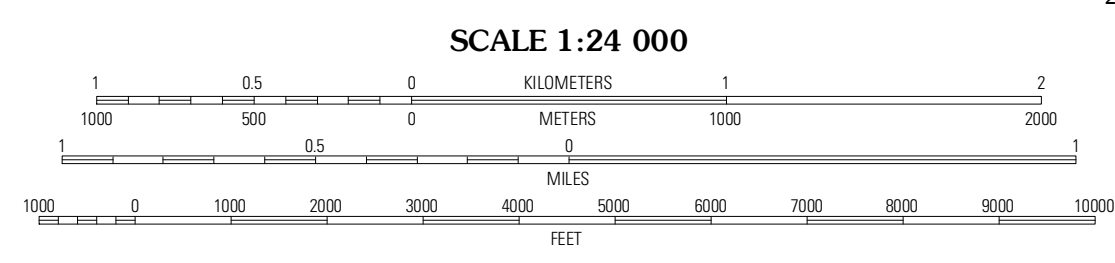 SCALE 1:24 000
1 0.5 0 KILOMETERS 1 2
1000 500 0 METERS 1000 2000
1 0.5 0 1
MILES
1000 0 1000 2000 3000 4000 5000 6000 7000 8000 9000 10000
FEET